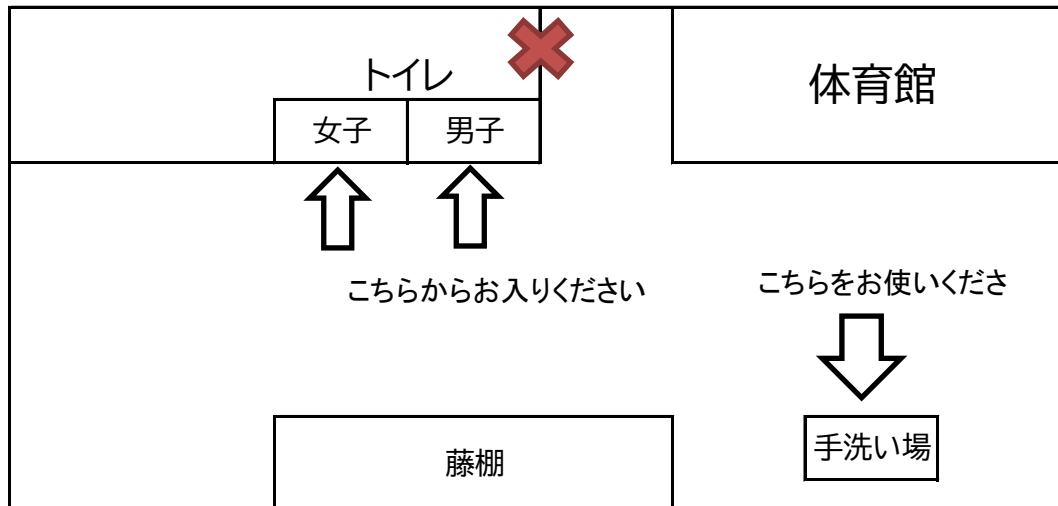 トイレ
体育館
女子
男子
こちらからお入りください
こちらをお使いくださ
手洗い場
藤棚